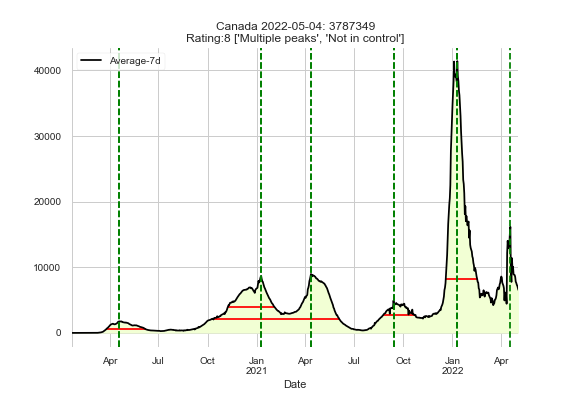 Canada 2022-05-04: 3787349
Rating:8 ['Multiple peaks', 'Not in control']
Average-7d
40000
30000
20000
10000
0
Apr Jul Oct Jan Apr Jul Oct Jan Apr
2021 2022
Date